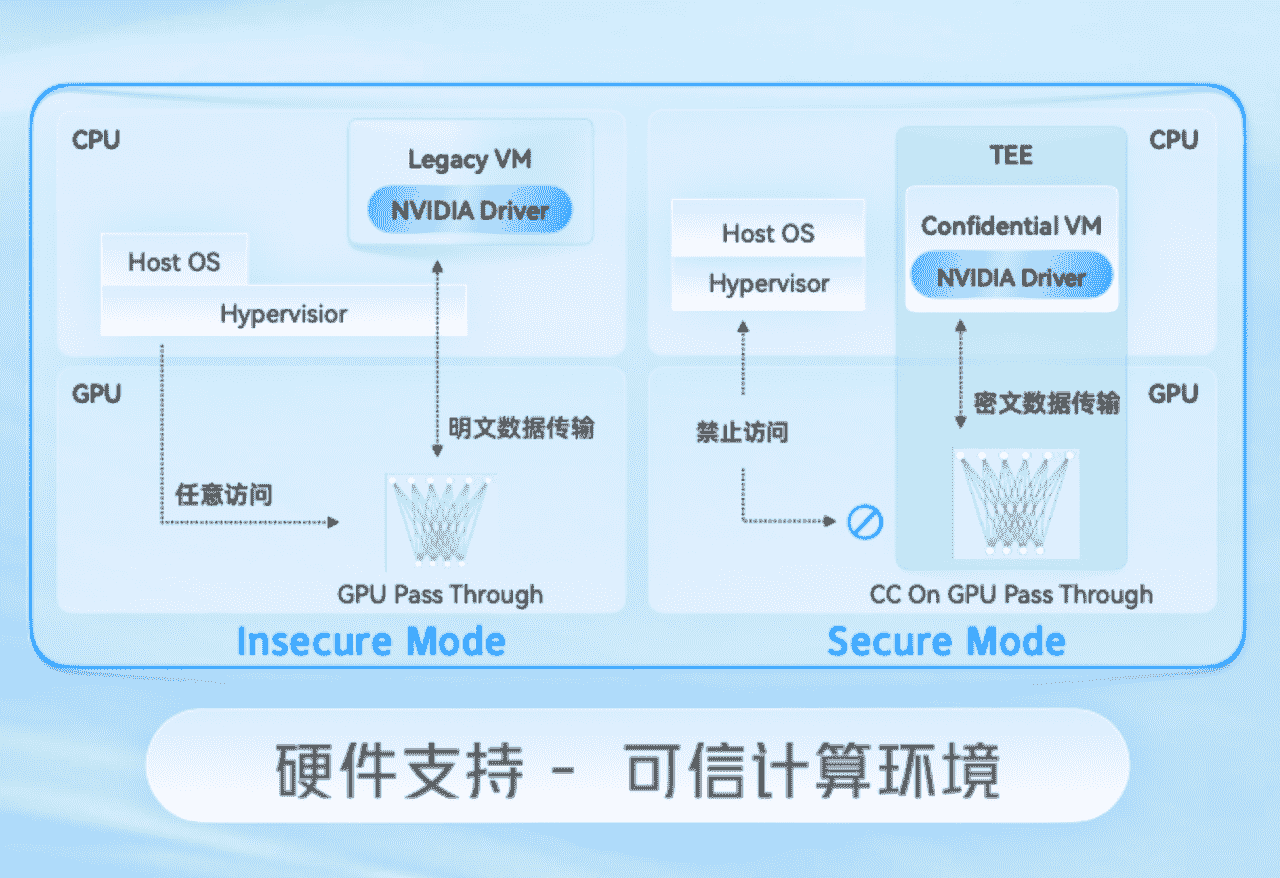 CPU
Legacy VM
NVIDIA Driver
Host OS
Hypervisior
GPU
明文数据传输
任意访问
GPU Pass Through
Insecure Mode
CPU
TEE
Host OS
Hypervisor
Confidential VM
NVIDIA Driver
GPU
密文数据传输
禁止访问
CC On GPU Pass Through
Secure Mode
硬件支持 - 可信计算环境